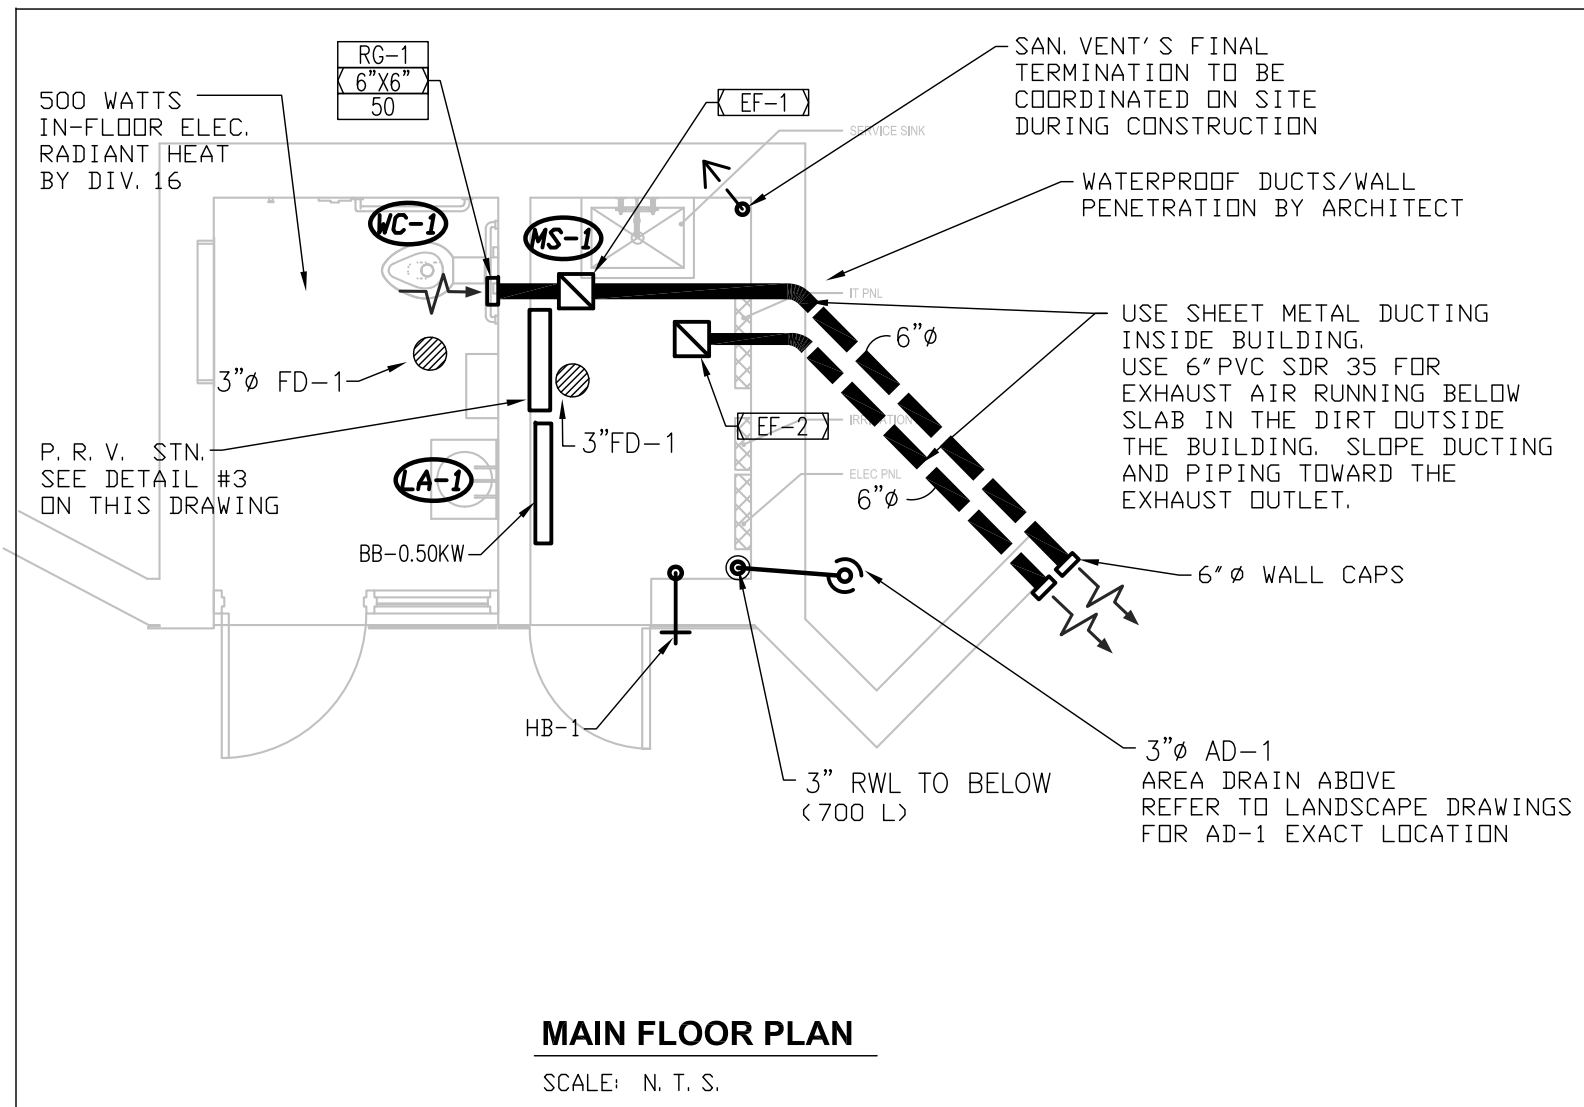 RG-1
6"X6"
50
500 WATTS
IN-FLOOR ELEC.
RADIANT HEAT
BY DIV. 16
EF-1
SERVICE SINK
SAN. VENT'S FINAL
TERMINATION TO BE
COORDINATED ON SITE
DURING CONSTRUCTION
WATERPROOF DUCTS/WALL
PENETRATION BY ARCHITECT
WC-1
MS-1
IT PNL
USE SHEET METAL DUCTING
INSIDE BUILDING.
USE 6" PVC SDR 35 FOR
EXHAUST AIR RUNNING BELOW
SLAB IN THE DIRT OUTSIDE
THE BUILDING. SLOPE DUCTING
AND PIPING TOWARD THE
EXHAUST OUTLET.
6"ø
3"ø FD-1
3"FD-1
EF-2
P. R. V. STN.
SEE DETAIL #3
ON THIS DRAWING
LA-1
ELEC PNL
6"ø
BB-0.50KW
6"ø WALL CAPS
HB-1
3" RWL TO BELOW
(700 L)
3"ø AD-1
AREA DRAIN ABOVE
REFER TO LANDSCAPE DRAWINGS
FOR AD-1 EXACT LOCATION
MAIN FLOOR PLAN
SCALE: N. T. S.